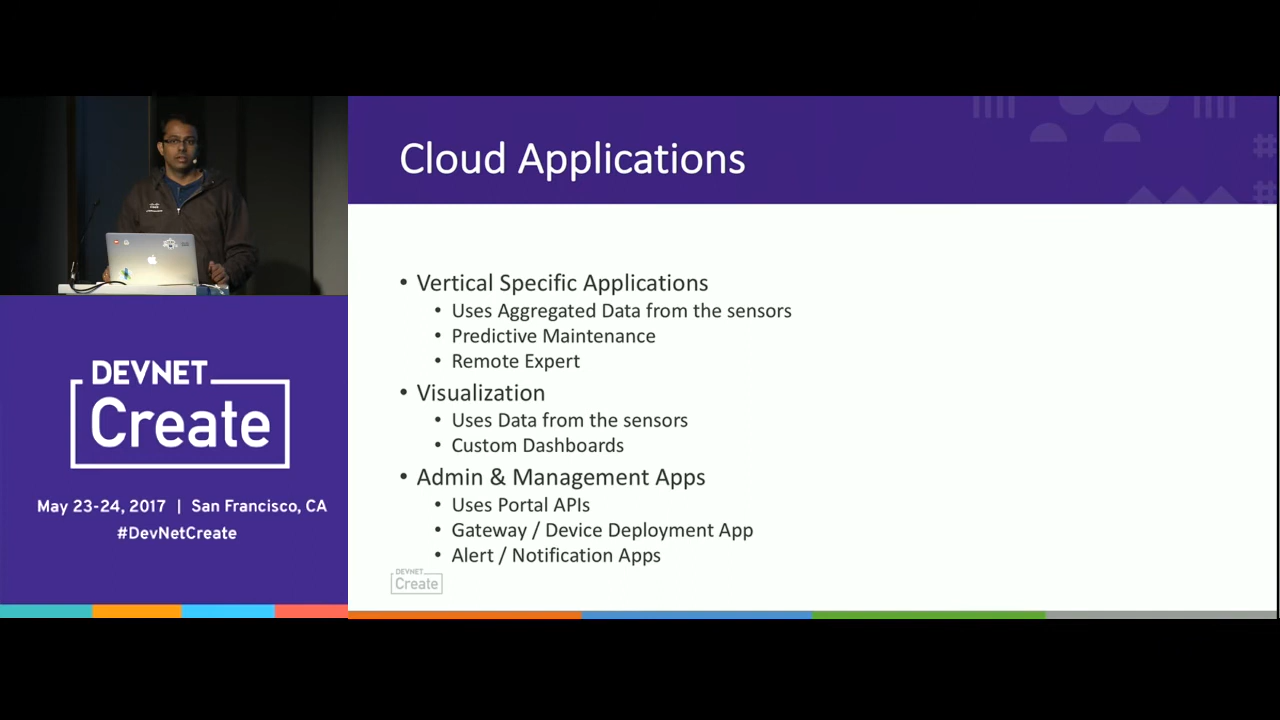 Cloud Applications
• Vertical Specific Applications
• Uses Aggregated Data from the sensors
• Predictive Maintenance
• Remote Expert
• Visualization
• Uses Data from the sensors
• Custom Dashboards
• Admin & Management Apps
• Uses Portal APIs
• Gateway / Device Deployment App
• Alert / Notification Apps
DEVNET
Create
DEVNET
Create
May 23-24, 2017 | San Francisco, CA
#DevNetCreate